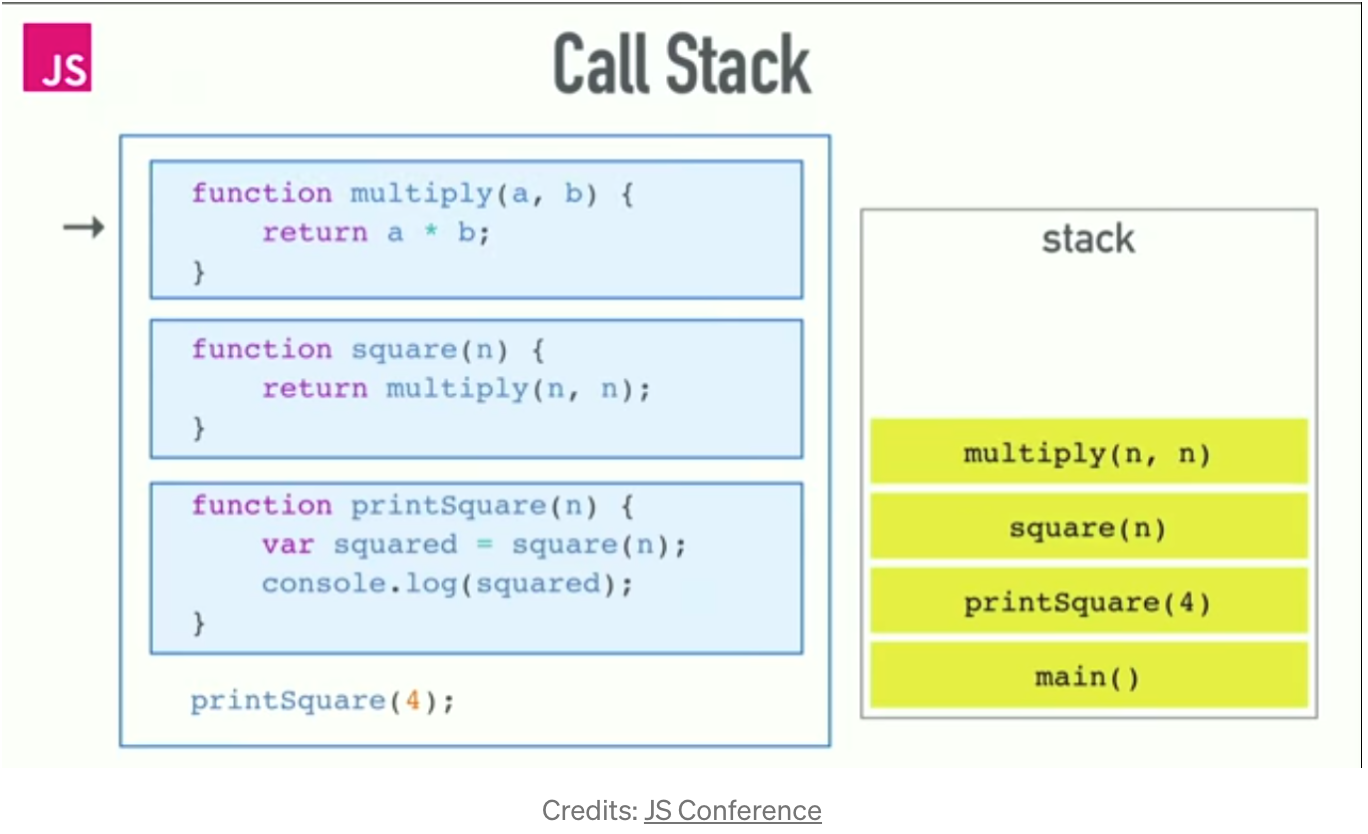 JS
Call Stack
function multiply(a, b) {
    return a * b;
}
function square(n) {
    return multiply(n, n);
}
function printSquare(n) {
    var squared = square(n);
    console.log(squared);
}
printSquare(4);
stack
multiply(n, n)
square(n)
printSquare(4)
main()
Credits: JS Conference